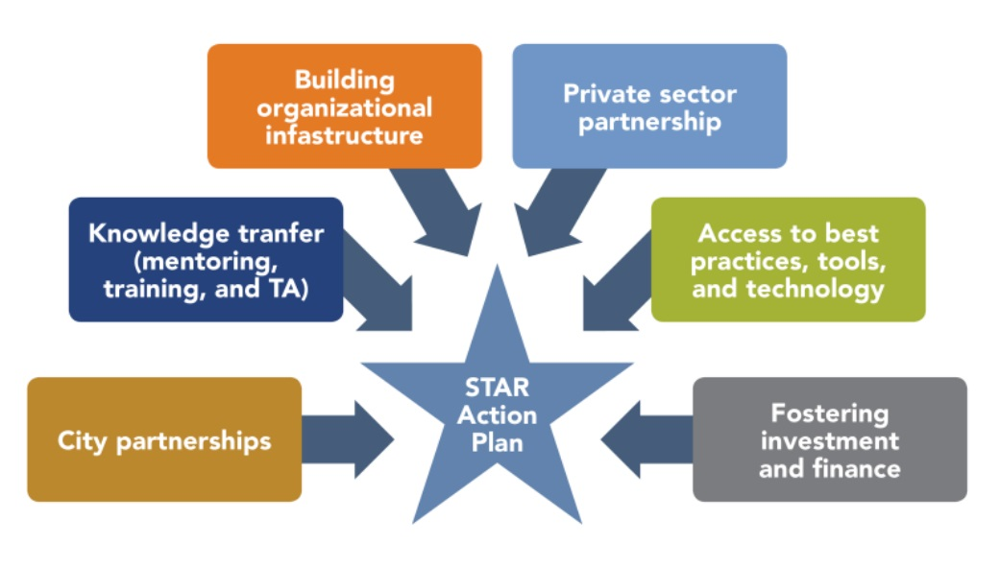 Building
organizational
infastructure
Private sector
partnership
Knowledge tranfer
(mentoring,
training, and TA)
Access to best
practices, tools,
and technology
City partnerships
STAR
Action
Plan
Fostering
investment
and finance